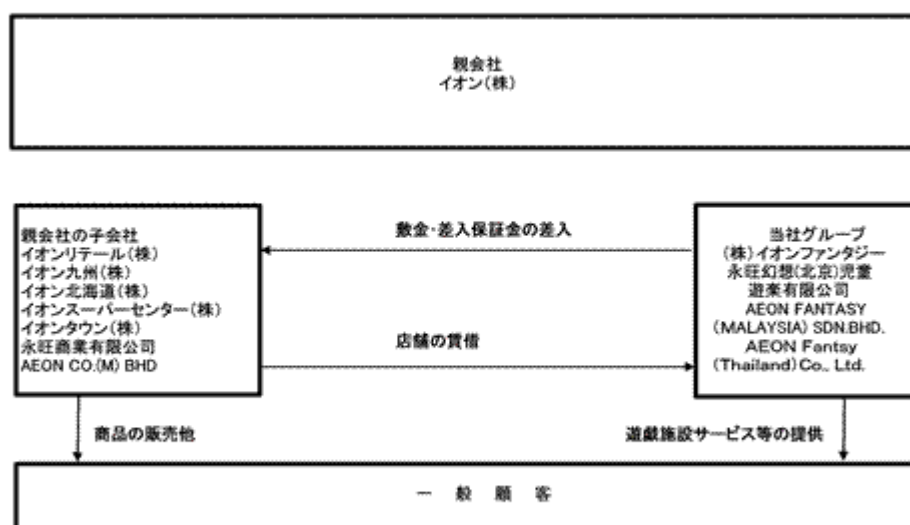 親会社
イオン(株)
親会社の子会社
イオンリテール(株)
イオン九州(株)
イオン北海道(株)
イオンスーパーセンター(株)
イオンタウン(株)
永旺商業有限公司
AEON CO.(M) BHD
敷金・差入保証金の差入
店舗の賃借
当社グループ
(株)イオンファンタジー
永旺幻想(北京)児童
遊楽有限公司
AEON FANTASY
(MALAYSIA) SDN.BHD.
AEON Fantsy
(Thailand)Co., Ltd.
商品の販売他
遊戯施設サービス等の提供
一 般 顧 客